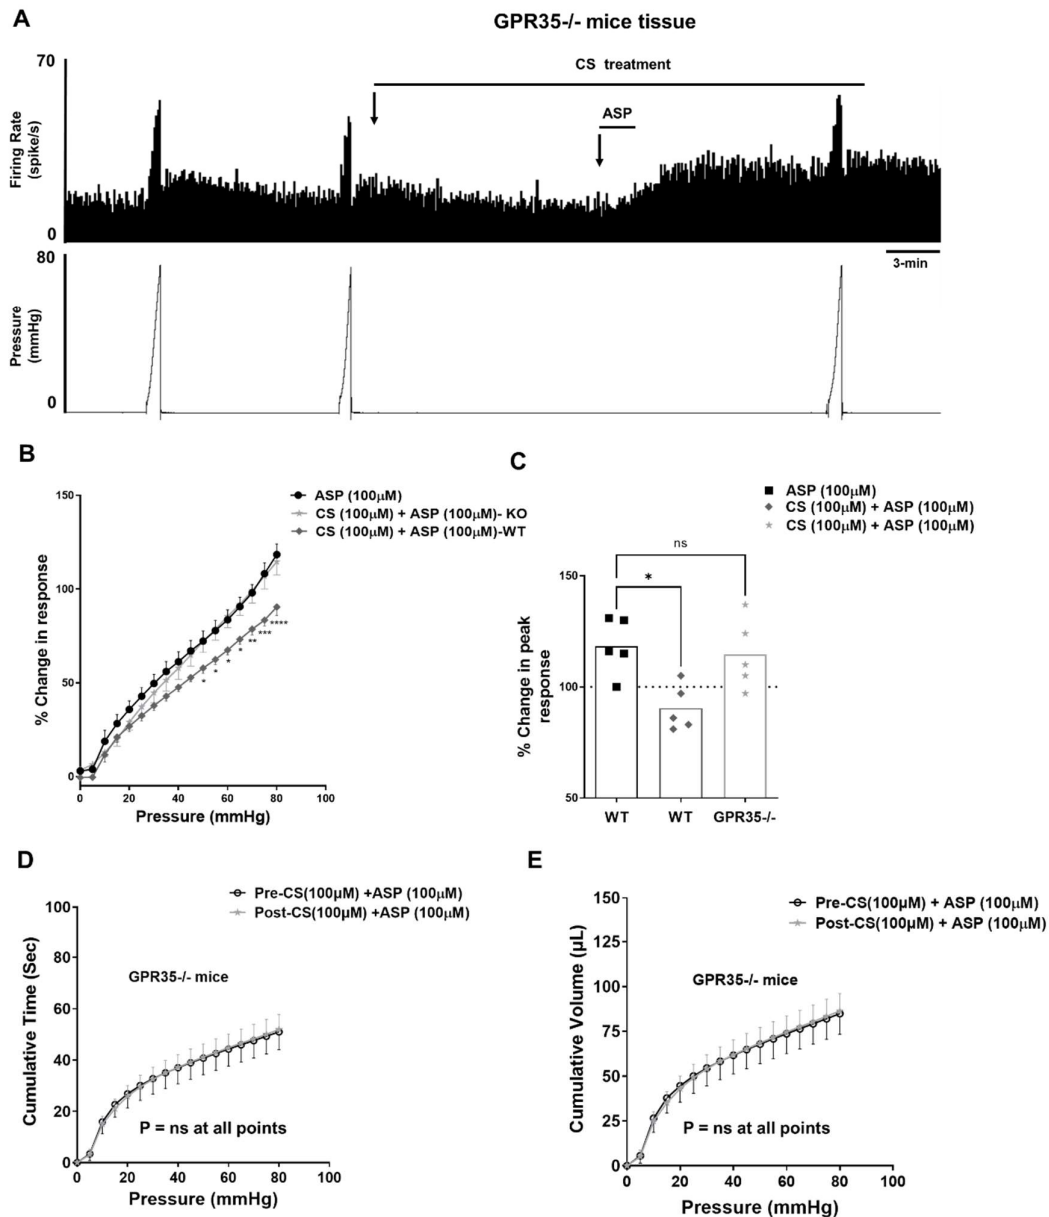 A
GPR35-/- mice tissue
70
Firing Rate
(spike/s)
0
CS treatment
ASP
80
Pressure
(mmHg)
0
3-min
B
150
100
50
0
% Change in response
0 20 40 60 80 100
Pressure (mmHg)
ASP (100μM)
CS (100μM) + ASP (100μM)- KO
CS (100μM) + ASP (100μM)-WT
* * * * ** *** ****
C
ASP (100μM)
CS (100μM) + ASP (100μM)
CS (100μM) + ASP (100μM)
ns
*
150
100
50
% Change in peak
response
WT WT GPR35-/-
D
Pre-CS(100μM) +ASP (100μM)
Post-CS(100μM) +ASP (100μM)
100
80
60
40
20
0
Cumulative Time (Sec)
GPR35-/- mice
P = ns at all points
0 20 40 60 80 100
Pressure (mmHg)
E
Pre-CS(100μM) + ASP (100μM)
Post-CS(100μM) + ASP (100μM)
150
125
100
75
50
25
0
Cumulative Volume (μL)
GPR35-/- mice
P = ns at all points
0 20 40 60 80 100
Pressure (mmHg)